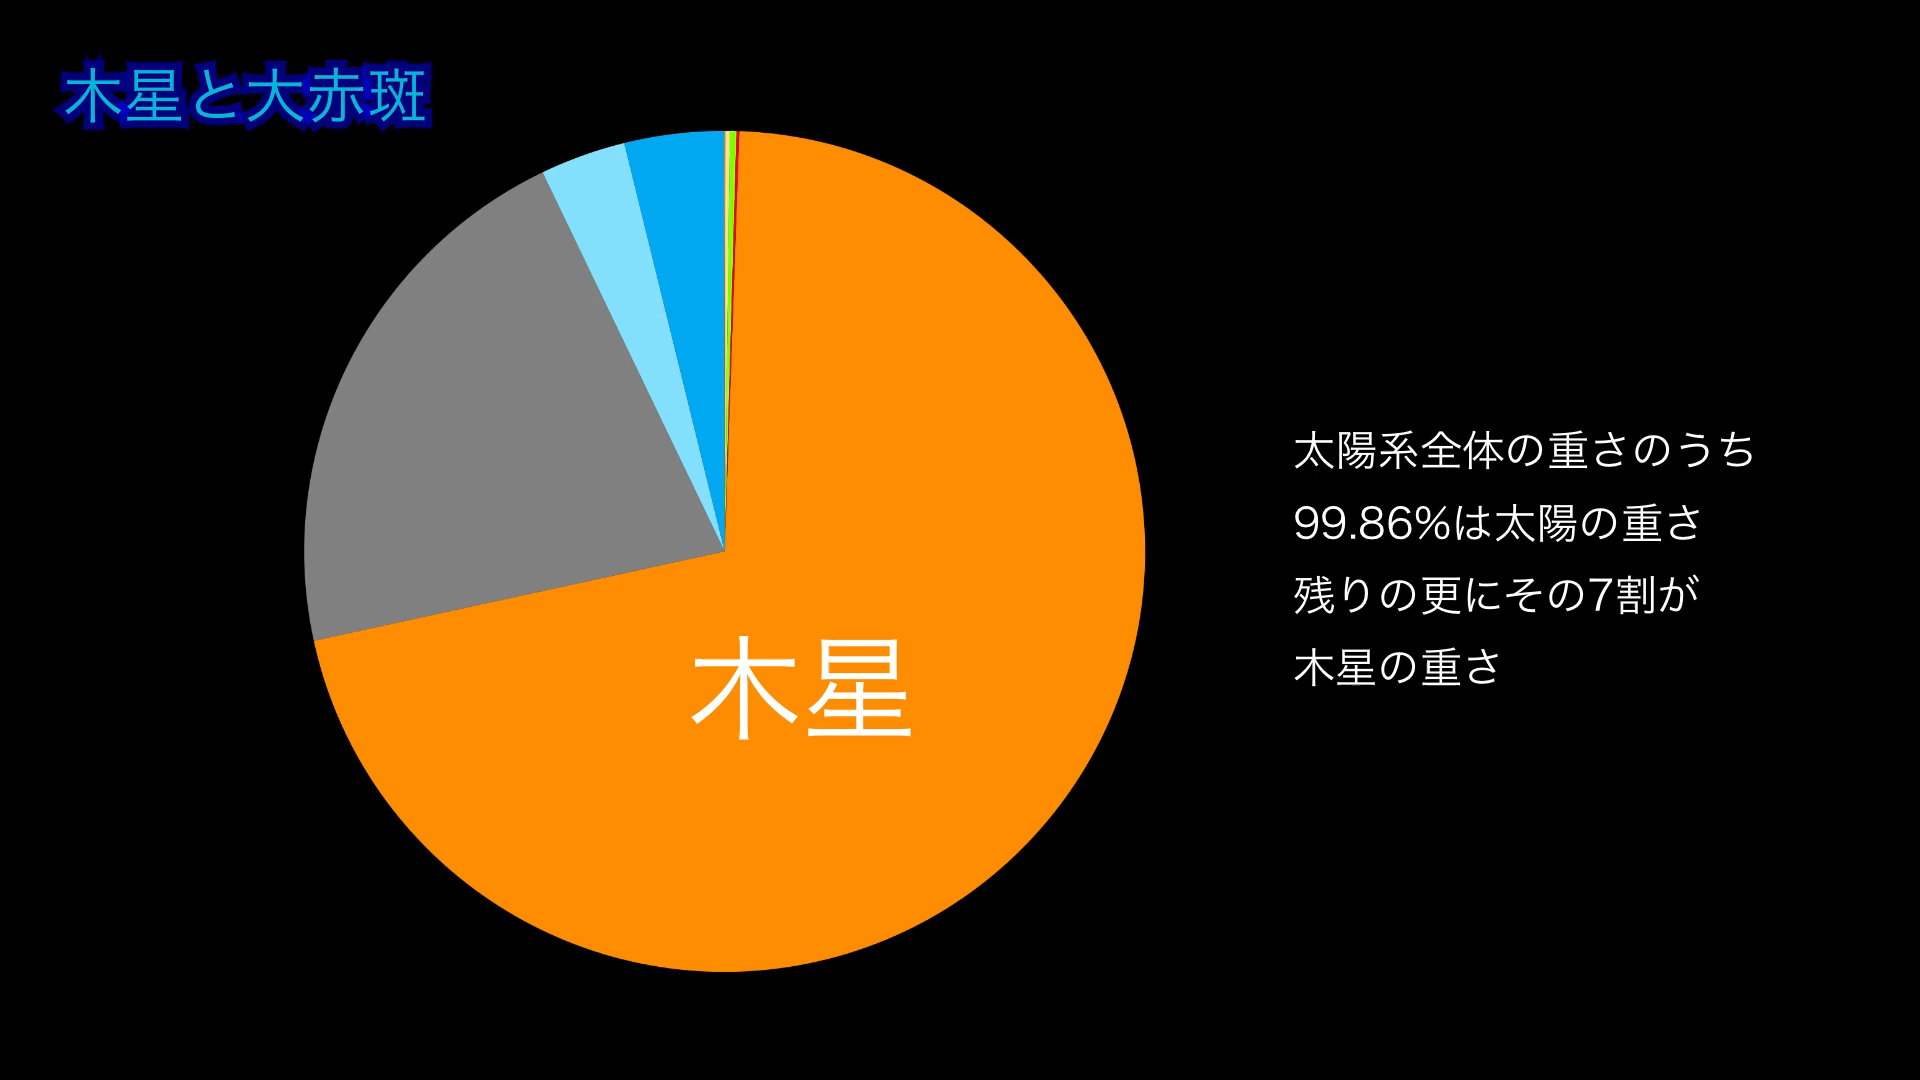 木星と大赤斑
木星
太陽系全体の重さのうち
99.86%は太陽の重さ
残りの更にその7割が
木星の重さ